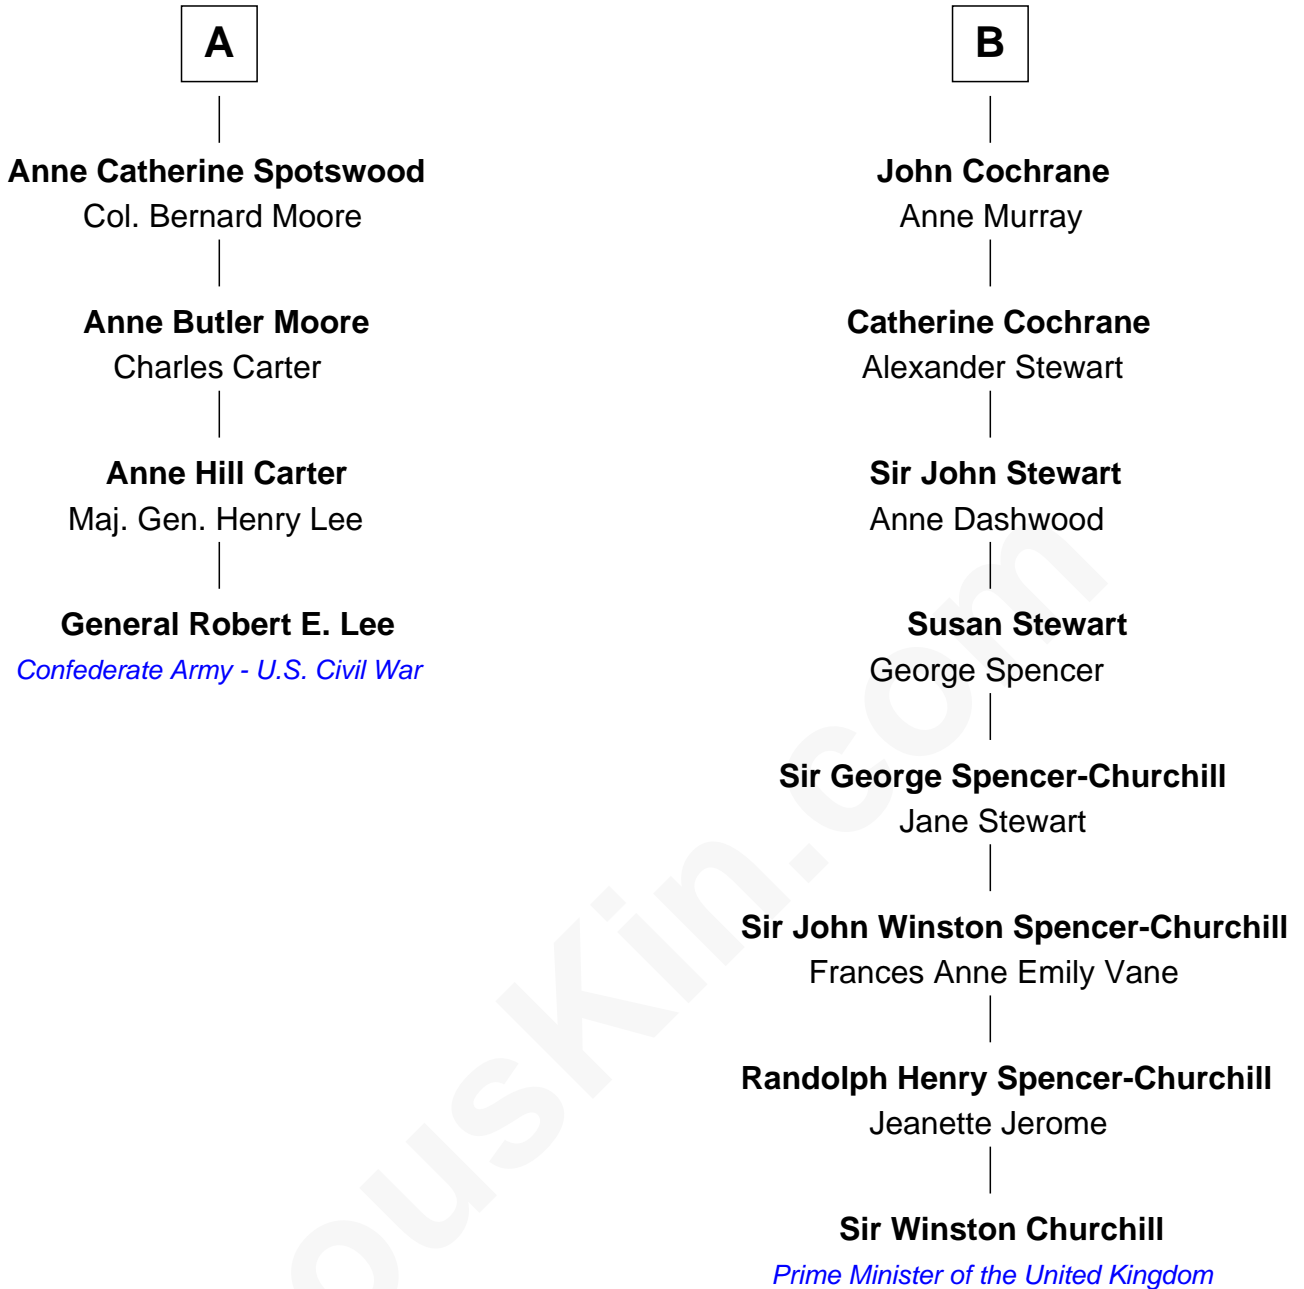 A
Anne Catherine Spotswood
Col. Bernard Moore
Anne Butler Moore
Charles Carter
Anne Hill Carter
Maj. Gen. Henry Lee
General Robert E. Lee
Confederate Army - U.S. Civil War
B
John Cochrane
Anne Murray
Catherine Cochrane
Alexander Stewart
Sir John Stewart
Anne Dashwood
Susan Stewart
George Spencer
Sir George Spencer-Churchill
Jane Stewart
Sir John Winston Spencer-Churchill
Frances Anne Emily Vane
Randolph Henry Spencer-Churchill
Jeanette Jerome
Sir Winston Churchill
Prime Minister of the United Kingdom
ousKin.com